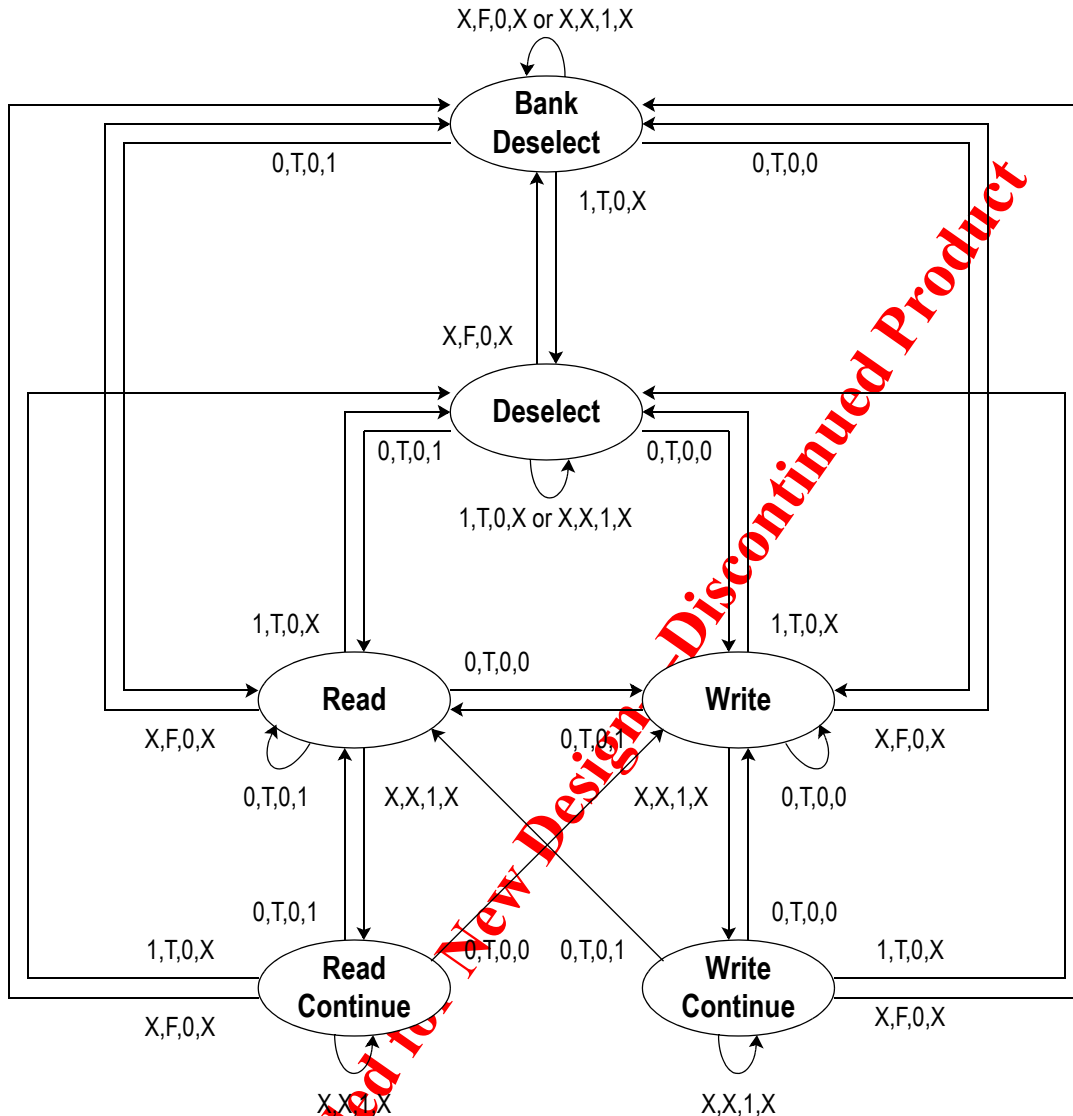 X,F,0,X or X,X,1,X
Bank
Deselect
0,T,0,1
0,T,0,0
1,T,0,X
X,F,0,X
Deselect
0,T,0,1
0,T,0,0
1,T,0,X or X,X,1,X
1,T,0,X
1,T,0,X
0,T,0,0
Read
Write
X,F,0,X
0,T,0,1
X,F,0,X
0,T,0,1
X,X,1,X
X,X,1,X
0,T,0,0
0,T,0,1
0,T,0,0
1,T,0,X
0,T,0,0
0,T,0,1
1,T,0,X
Read
Continue
Write
Continue
X,F,0,X
X,F,0,X
X,X,1,X
X,X,1,X
for New Design—Discontinued Product